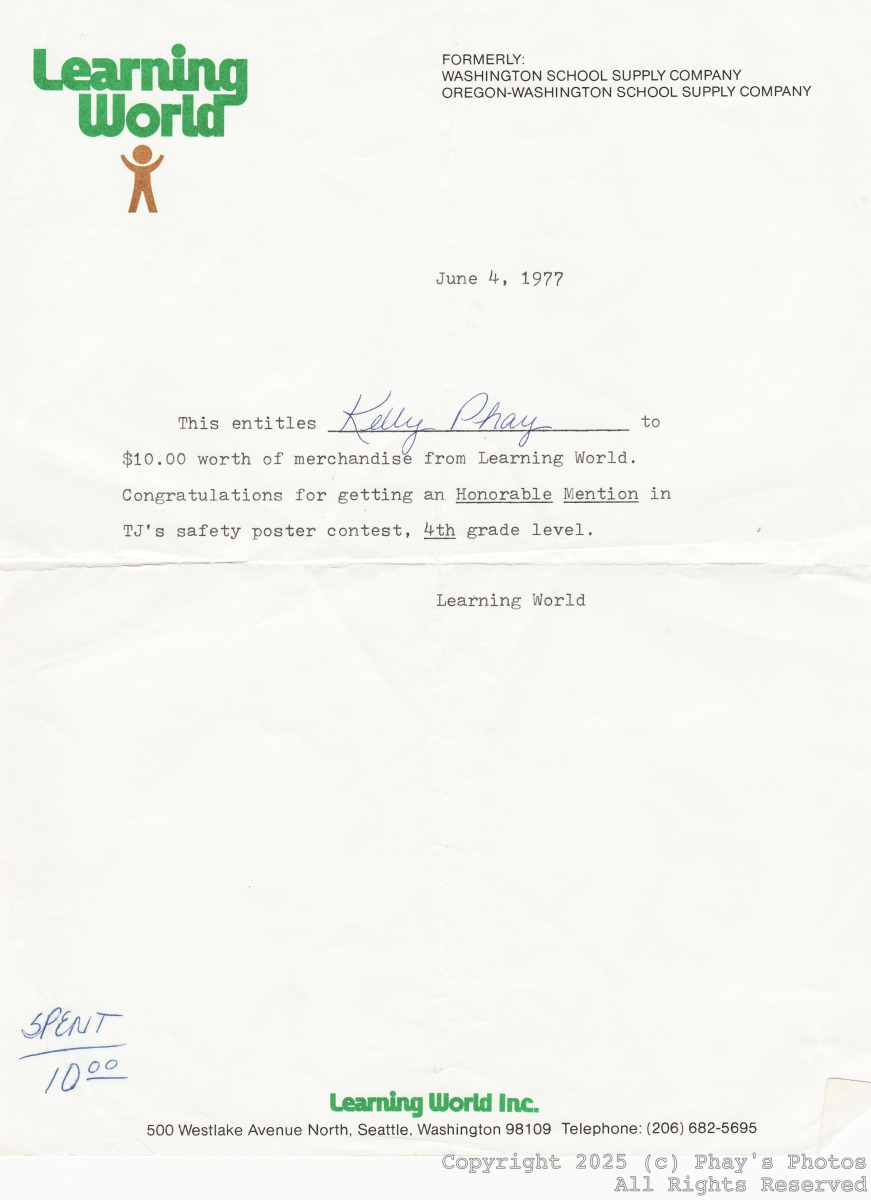 Learning
World
FORMERLY:
WASHINGTON SCHOOL SUPPLY COMPANY
OREGON-WASHINGTON SCHOOL SUPPLY COMPANY
June 4, 1977
This entitles Kelly Phay to
$10.00 worth of merchandise from Learning World.
Congratulations for getting an Honorable Mention in
TJ's safety poster contest, 4th grade level.
Learning World
SPENT
10 00
Learning World Inc.
500 Westlake Avenue North, Seattle, Washington 98109 Telephone: (206) 682-5695
Copyright 2025 (c) Phay's Photos
All Rights Reserved